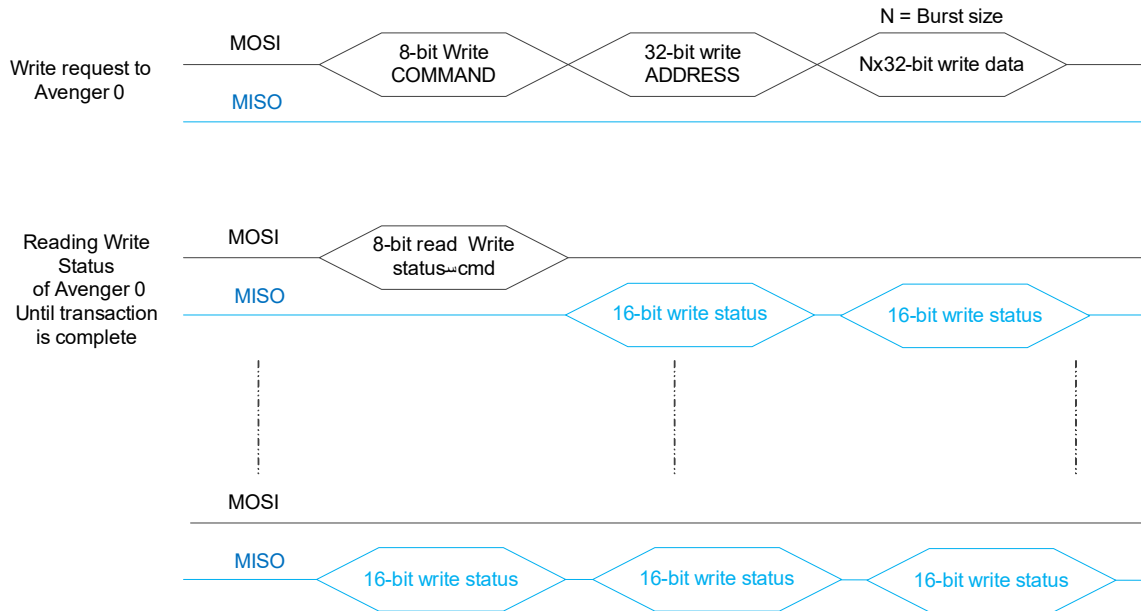 N = Burst size
Write request to
Avenger 0
MOSI
8-bit Write
COMMAND
32-bit write
ADDRESS
Nx32-bit write data
MISO
Reading Write
Status
of Avenger 0
Until transaction
is complete
MOSI
8-bit read Write
status cmd
MISO
16-bit write status
16-bit write status
MOSI
MISO
16-bit write status
16-bit write status
16-bit write status